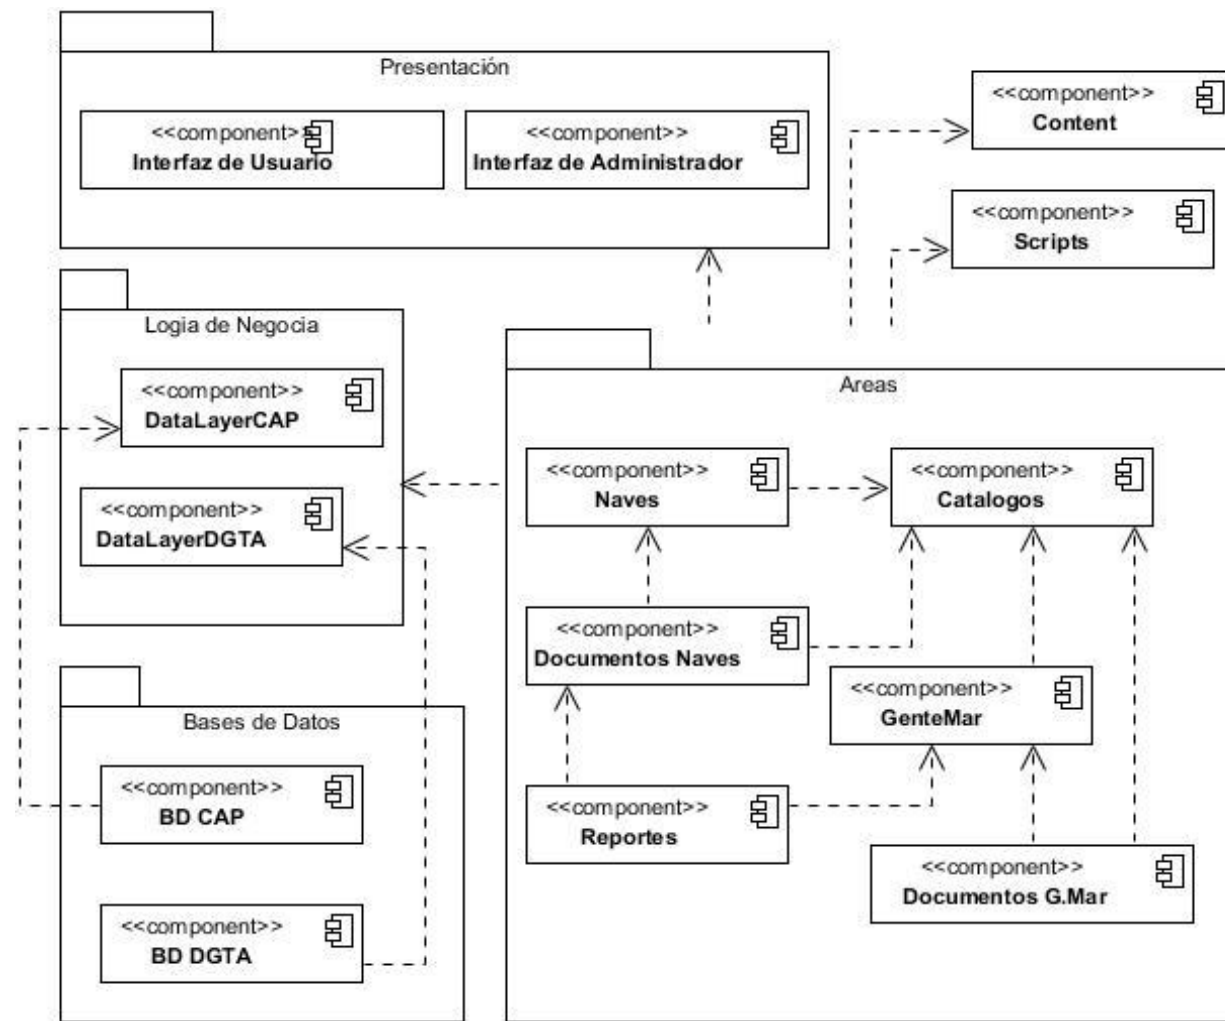 Presentación
<<component>>
Interfaz de Usuario
<<component>>
Interfaz de Administrador
<<component>>
Content
<<component>>
Scripts
Logia de Negocia
<<component>>
DataLayerCAP
<<component>>
DataLayerDGTA
Areas
<<component>>
Naves
<<component>>
Catalogos
<<component>>
Documentos Naves
<<component>>
GenteMar
<<component>>
Reportes
<<component>>
Documentos G.Mar
Bases de Datos
<<component>>
BD CAP
<<component>>
BD DGTA